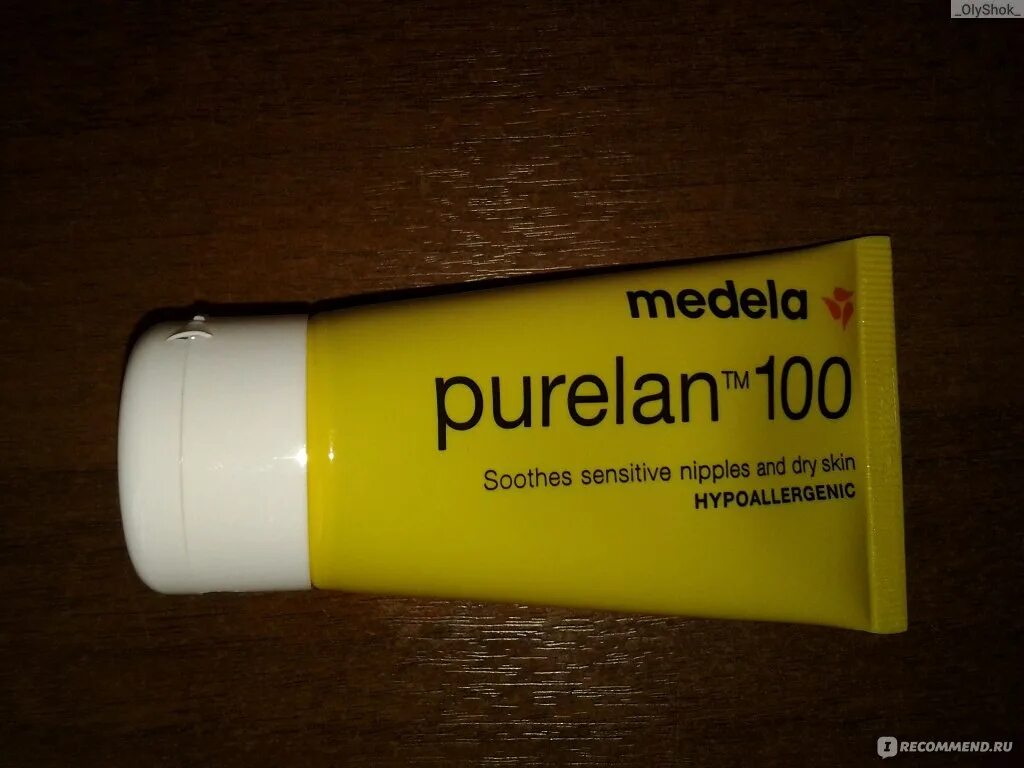 _OlyShok_
medela
purelan™100
Soothes sensitive nipples and dry skin
HYPOALLERGENIC
I RECOMMEND.RU